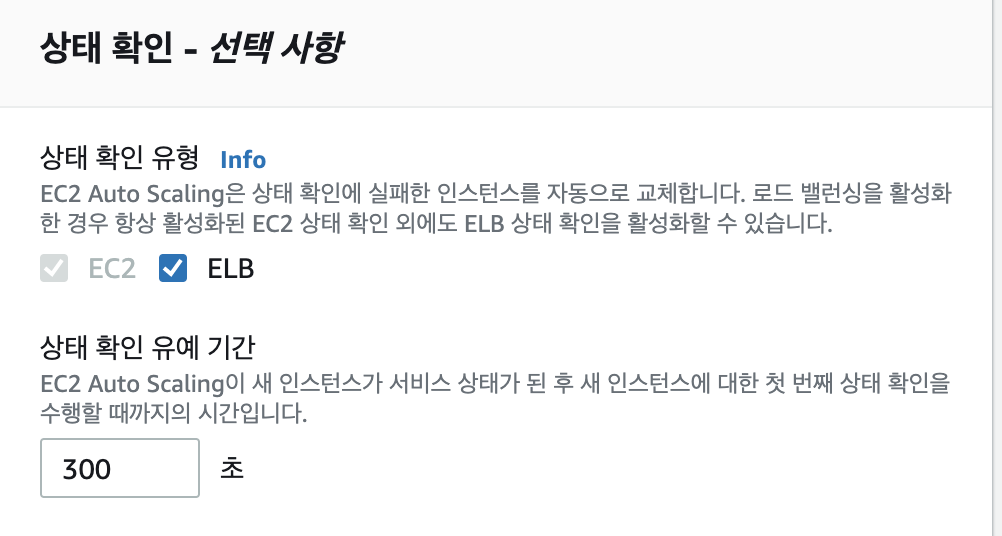 상태 확인 - 선택 사항
상태 확인 유형 Info
EC2 Auto Scaling은 상태 확인에 실패한 인스턴스를 자동으로 교체합니다. 로드 밸런싱을 활성화
한 경우 항상 활성화된 EC2 상태 확인 외에도 ELB 상태 확인을 활성화할 수 있습니다.
EC2 ELB
상태 확인 유예 기간
EC2 Auto Scaling이 새 인스턴스가 서비스 상태가 된 후 새 인스턴스에 대한 첫 번째 상태 확인을
수행할 때까지의 시간입니다.
300 초